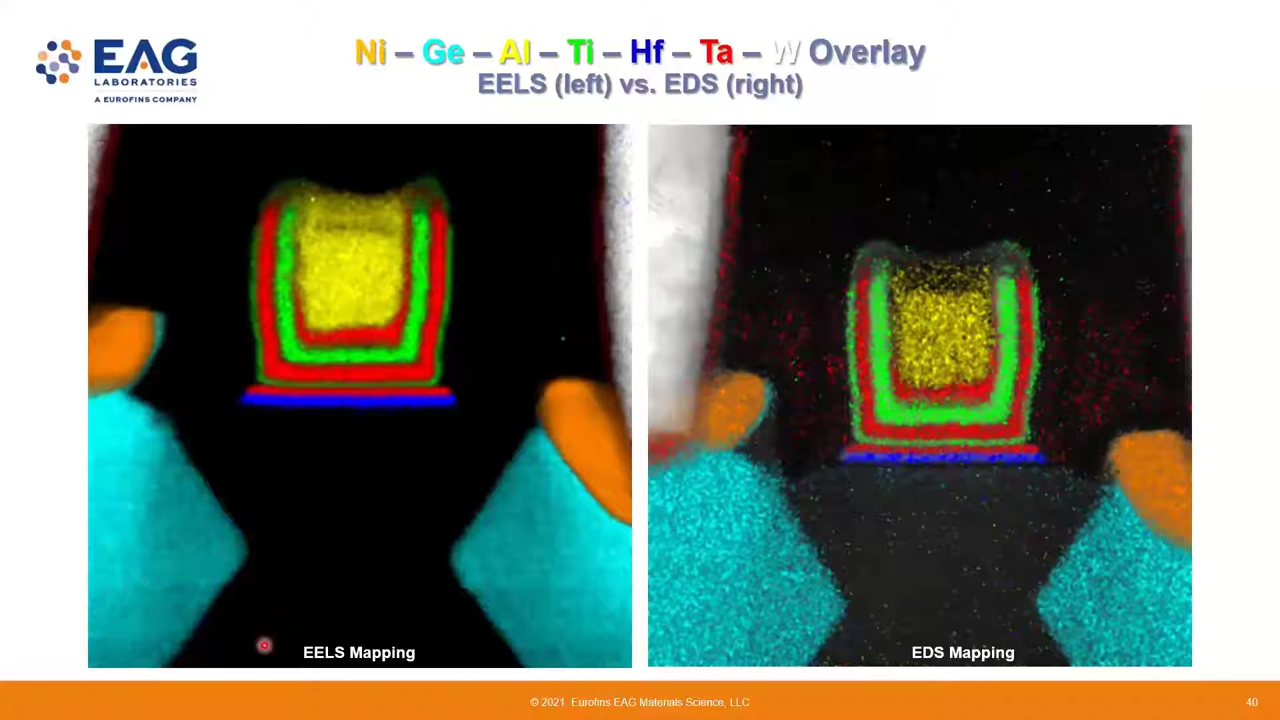 EAG
LABORATORIES
A EUROFINS COMPANY
Ni – Ge – Al – Ti – Hf – Ta – W Overlay
EELS (left) vs. EDS (right)
EELS Mapping
EDS Mapping
© 2021 Eurofins EAG Materials Science, LLC
40